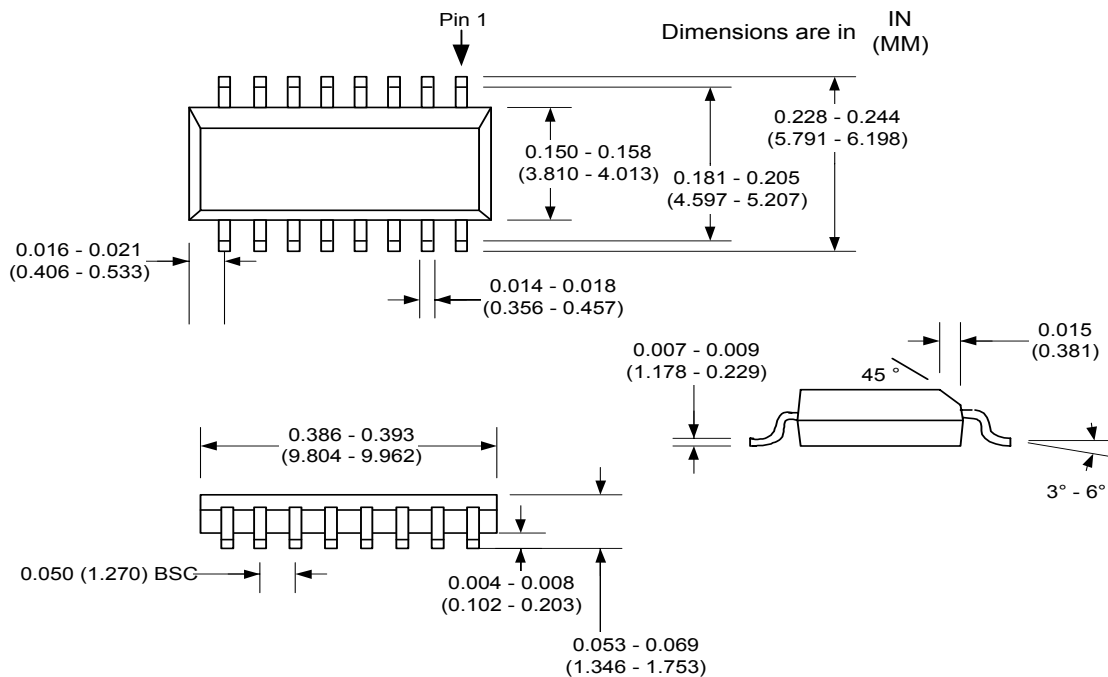 Pin 1
Dimensions are in
IN
(MM)
0.228 - 0.244
(5.791 - 6.198)
0.150 - 0.158
(3.810 - 4.013)
0.181 - 0.205
(4.597 - 5.207)
0.016 - 0.021
(0.406 - 0.533)
0.014 - 0.018
(0.356 - 0.457)
0.007 - 0.009
(1.178 - 0.229)
45 °
0.015
(0.381)
0.386 - 0.393
(9.804 - 9.962)
3° - 6°
0.050 (1.270) BSC
0.004 - 0.008
(0.102 - 0.203)
0.053 - 0.069
(1.346 - 1.753)